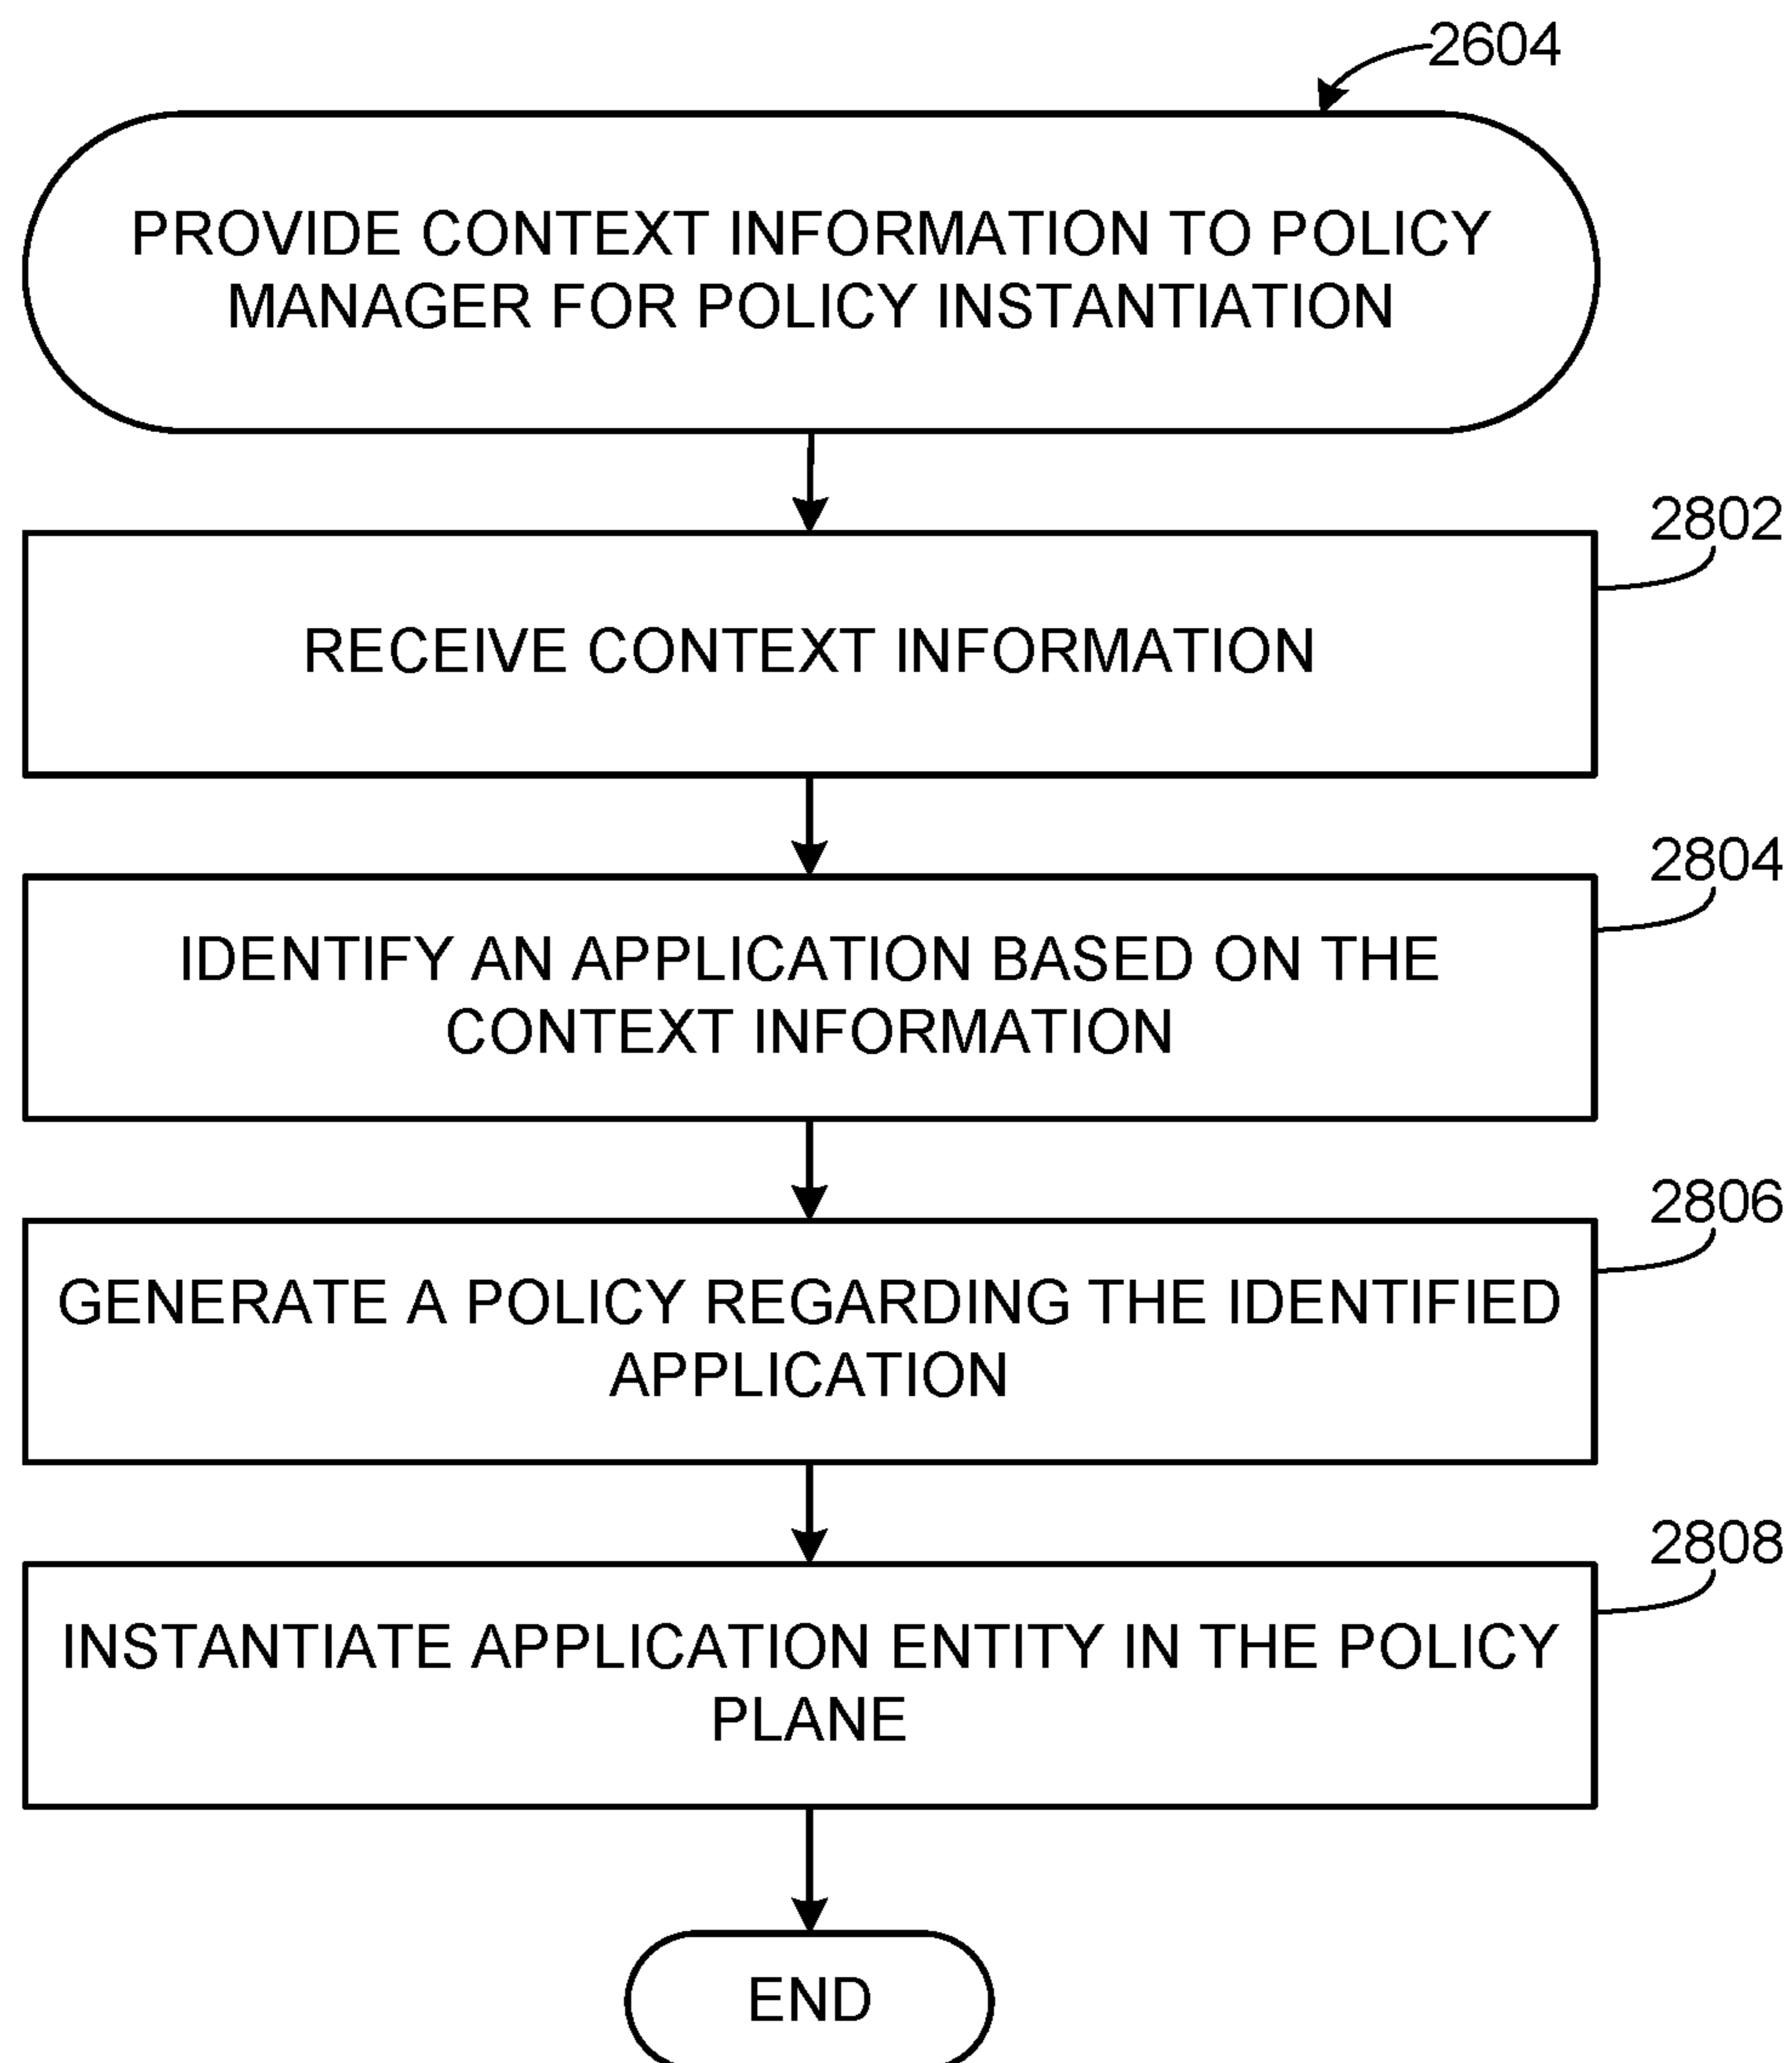 2604
PROVIDE CONTEXT INFORMATION TO POLICY
MANAGER FOR POLICY INSTANTIATION
2802
RECEIVE CONTEXT INFORMATION
2804
IDENTIFY AN APPLICATION BASED ON THE
CONTEXT INFORMATION
2806
GENERATE A POLICY REGARDING THE IDENTIFIED
APPLICATION
2808
INSTANTIATE APPLICATION ENTITY IN THE POLICY
PLANE
END